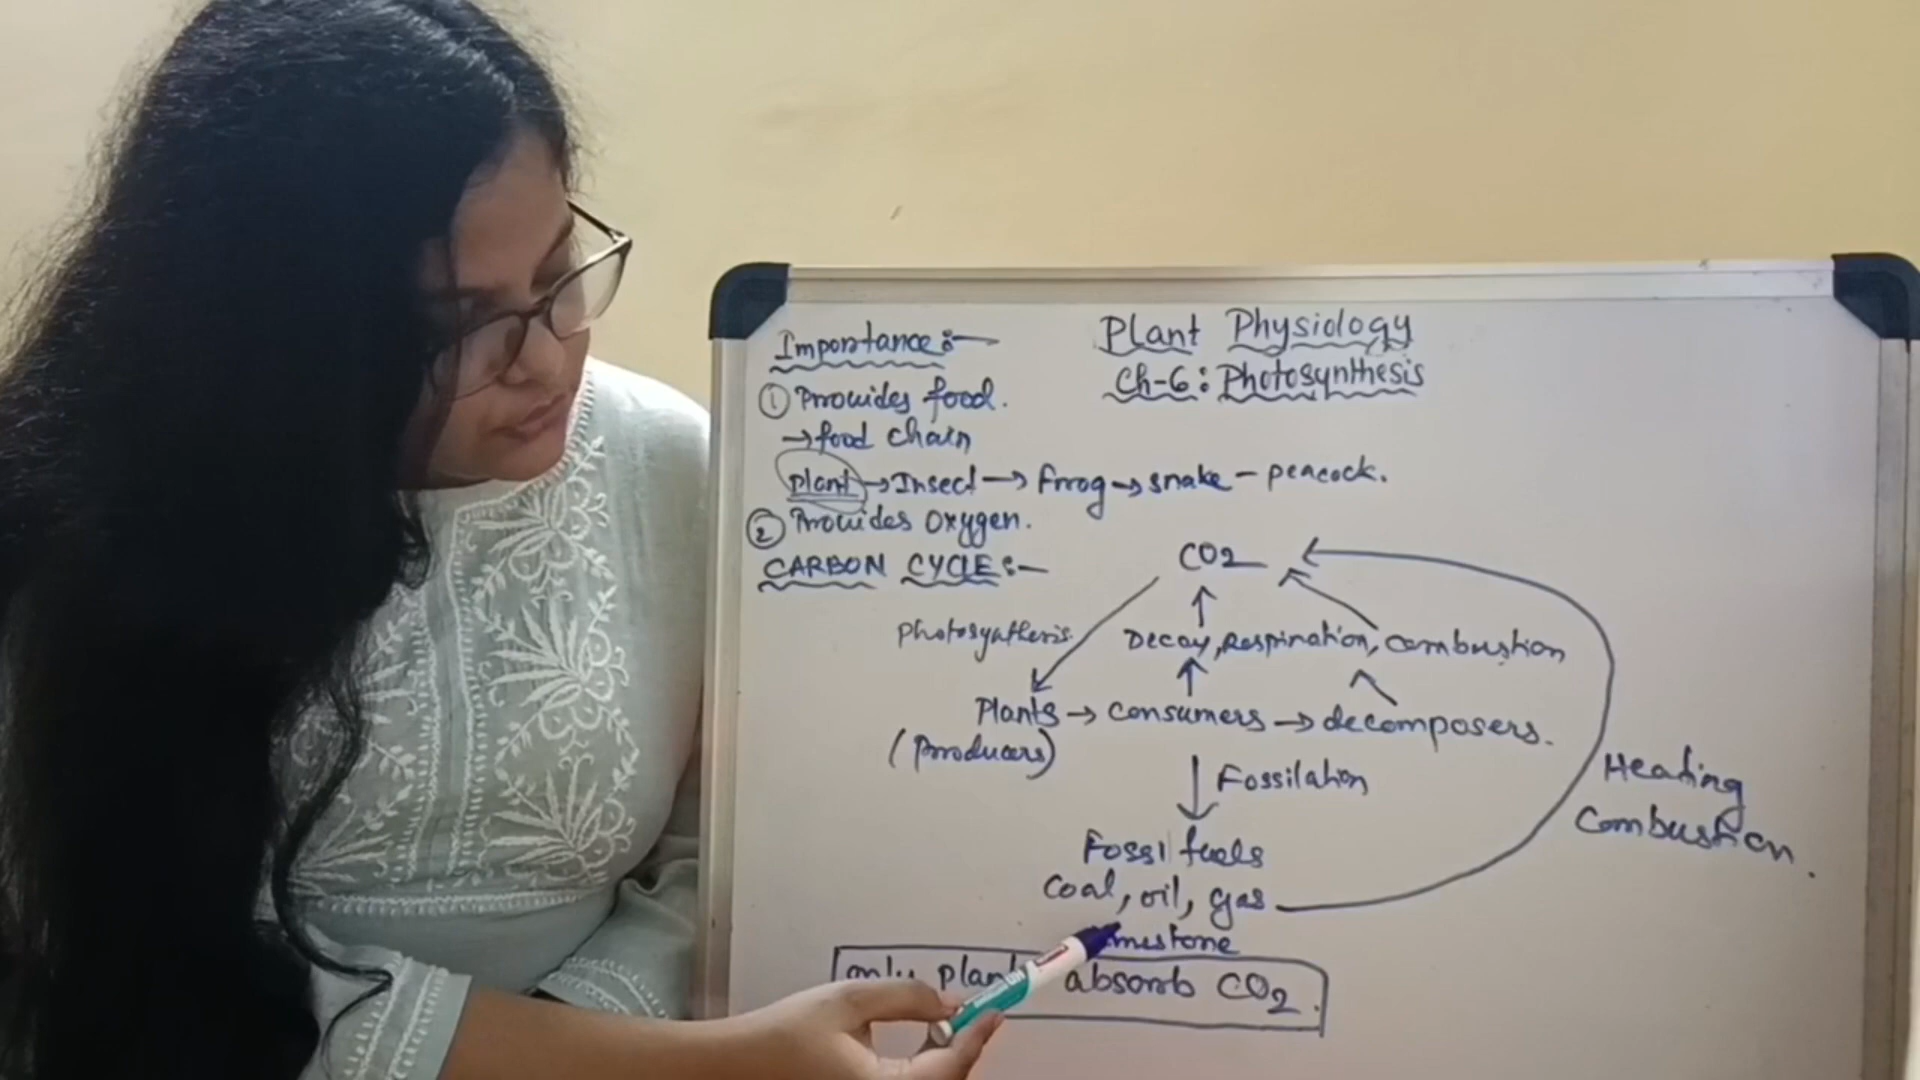 Plant Physiology
Ch-6: Photosynthesis
Importance:-
① Provides food.
→ food chain
Plant → Insect → Frog → snake - peacock.
② Provides Oxygen.
CARBON CYCLE:-
CO2
Photosynthesis
Decay, Respiration, Combustion
Plants → Consumers → decomposers.
(Producers)
Fossilation
Heating
Combustion.
Fossil fuels
Coal, oil, gas
only plants absorb CO2.